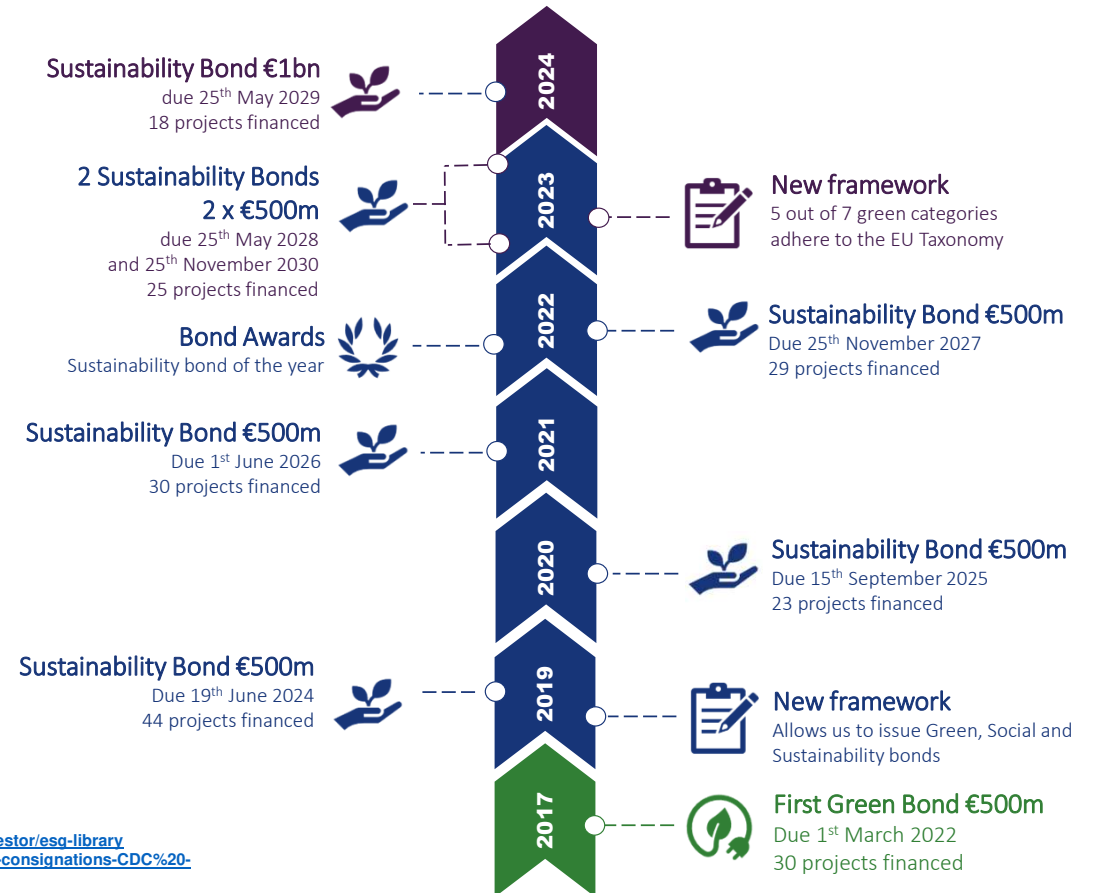 2024
Sustainability Bond €1bn
due 25th May 2029
18 projects financed
2 Sustainability Bonds
2 x €500m
due 25th May 2028
and 25th November 2030
25 projects financed
2023
New framework
5 out of 7 green categories
adhere to the EU Taxonomy
2022
Sustainability Bond €500m
Due 25th November 2027
29 projects financed
Bond Awards
Sustainability bond of the year
2021
Sustainability Bond €500m
Due 1st June 2026
30 projects financed
2020
Sustainability Bond €500m
Due 15th September 2025
23 projects financed
2019
Sustainability Bond €500m
Due 19th June 2024
44 projects financed
New framework
Allows us to issue Green, Social and
Sustainability bonds
2017
First Green Bond €500m
Due 1st March 2022
30 projects financed
estor/esg-library
-consignations-CDC%20-